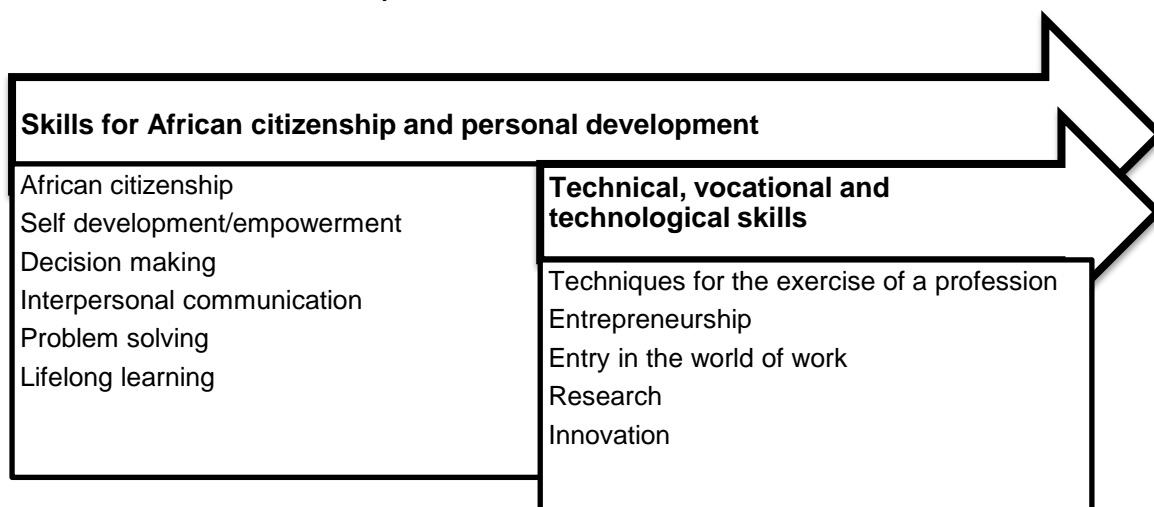 Skills for African citizenship and personal development
African citizenship
Self development/empowerment
Decision making
Interpersonal communication
Problem solving
Lifelong learning
Technical, vocational and
technological skills
Techniques for the exercise of a profession
Entrepreneurship
Entry in the world of work
Research
Innovation